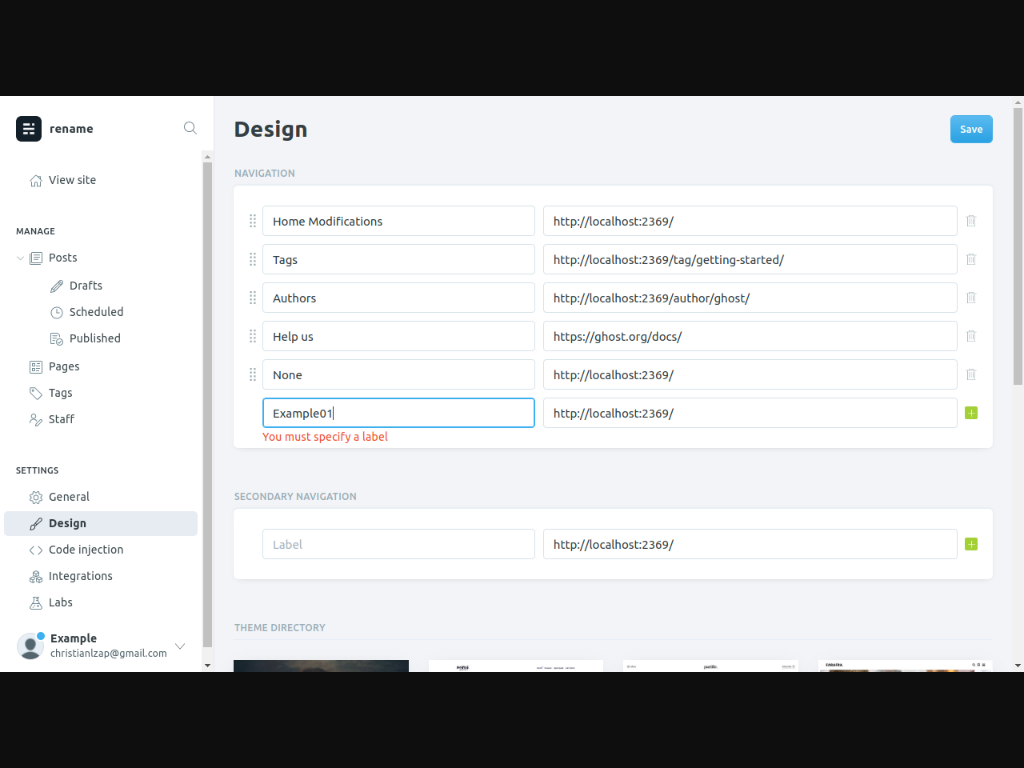 rename
View site
MANAGE
Posts
Drafts
Scheduled
Published
Pages
Tags
Staff
SETTINGS
General
Design
Code injection
Integrations
Labs
Example
christianlzap@gmail.com
Design
Save
NAVIGATION
Home Modifications http://localhost:2369/
Tags http://localhost:2369/tag/getting-started/
Authors http://localhost:2369/author/ghost/
Help us https://ghost.org/docs/
None http://localhost:2369/
Example01 http://localhost:2369/
You must specify a label
SECONDARY NAVIGATION
Label http://localhost:2369/
THEME DIRECTORY